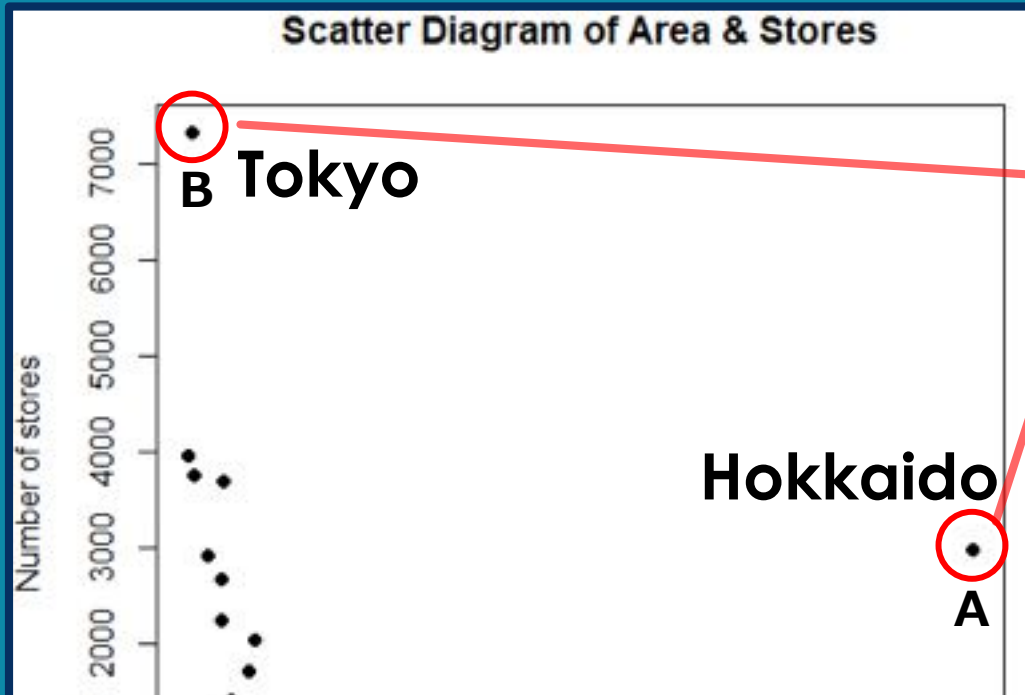 Scatter Diagram of Area & Stores
7000
B Tokyo
6000
5000
Number of stores
4000
Hokkaido
3000
A
2000